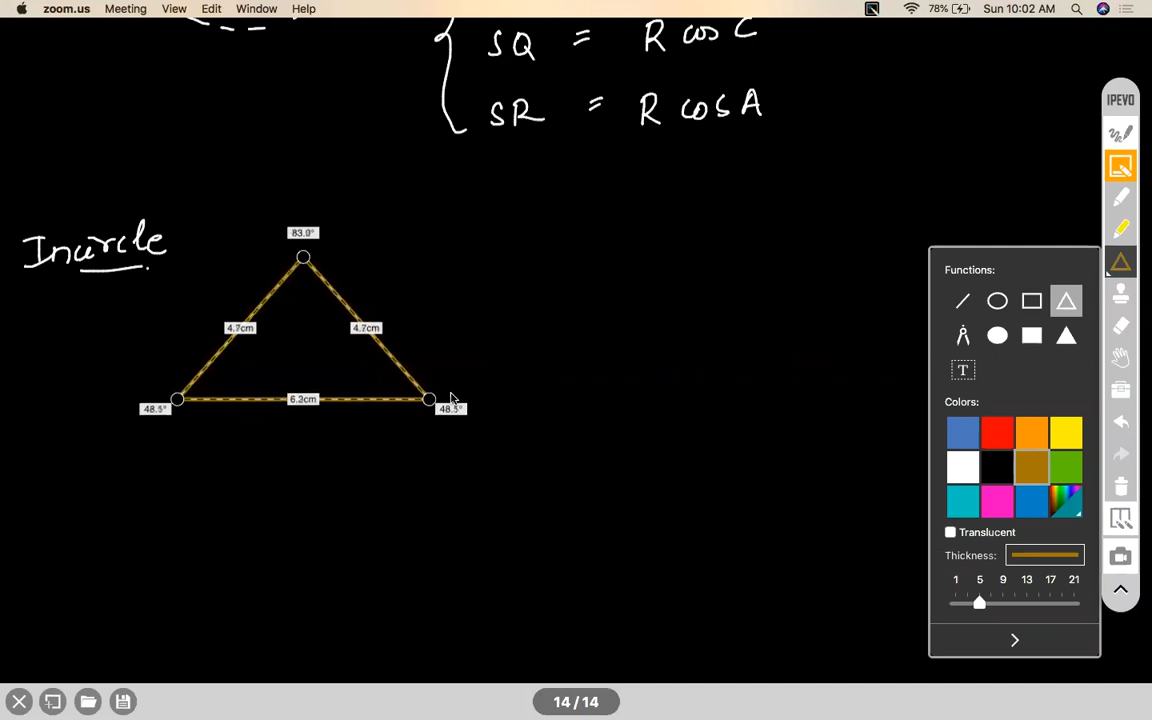 zoom.us Meeting View Edit Window Help 78% Sun 10:02 AM
SQ = R cos C
SR = R cos A
IPEVO
Incircle
83.0°
4.7cm 4.7cm
6.2cm
48.5° 48.5°
Functions:
T
Colors:
Translucent
Thickness:
1 5 9 13 17 21
14 / 14